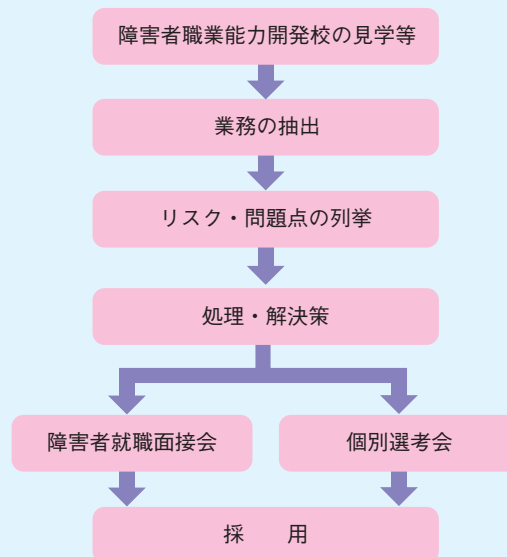 障害者職業能力開発校の見学等
業務の抽出
リスク・問題点の列挙
処理・解決策
障害者就職面接会
個別選考会
採　　用